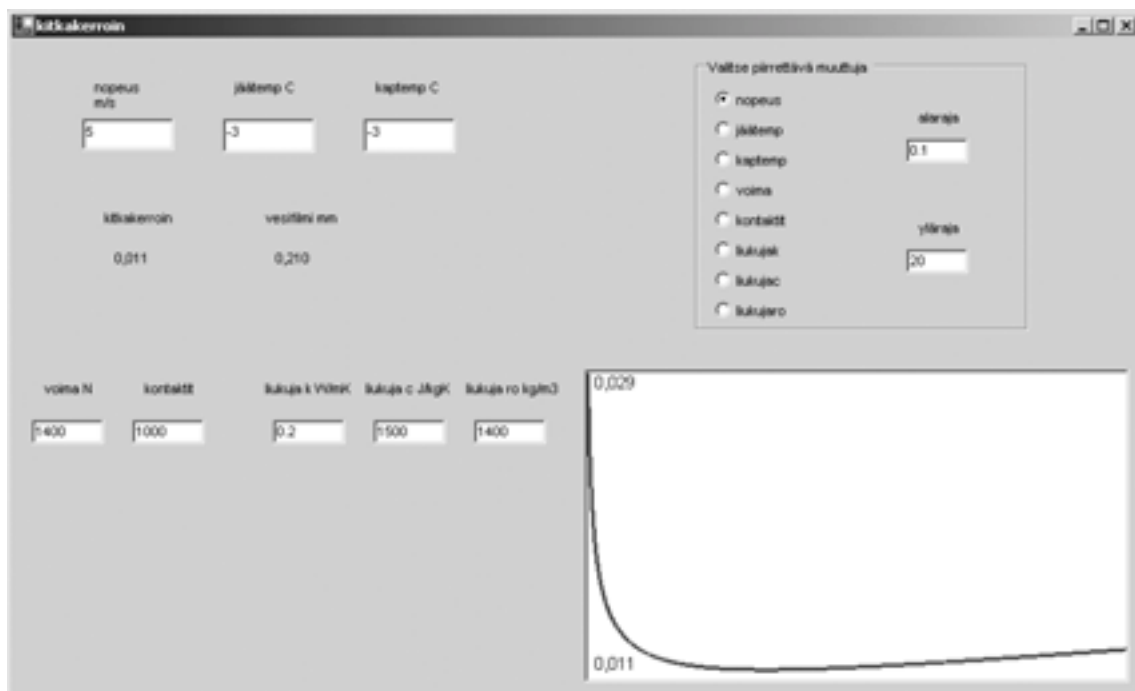 kitkakerroin
nopeus
m/s
jäätemp C
kaptemp C
5
-3
-3
kitkakerroin
vesifilmi mm
0,011
0,210
Valitse piirrettävä muuttuja
nopeus
jäätemp
kaptemp
voima
kontaktit
liukujak
liukujac
liukujaro
alaraja
0.1
yläraja
20
voima N
kontaktit
liukuja k W/mK
liukuja c J/kgK
liukuja ro kg/m3
1400
1000
0.2
1500
1400
0,029
0,011